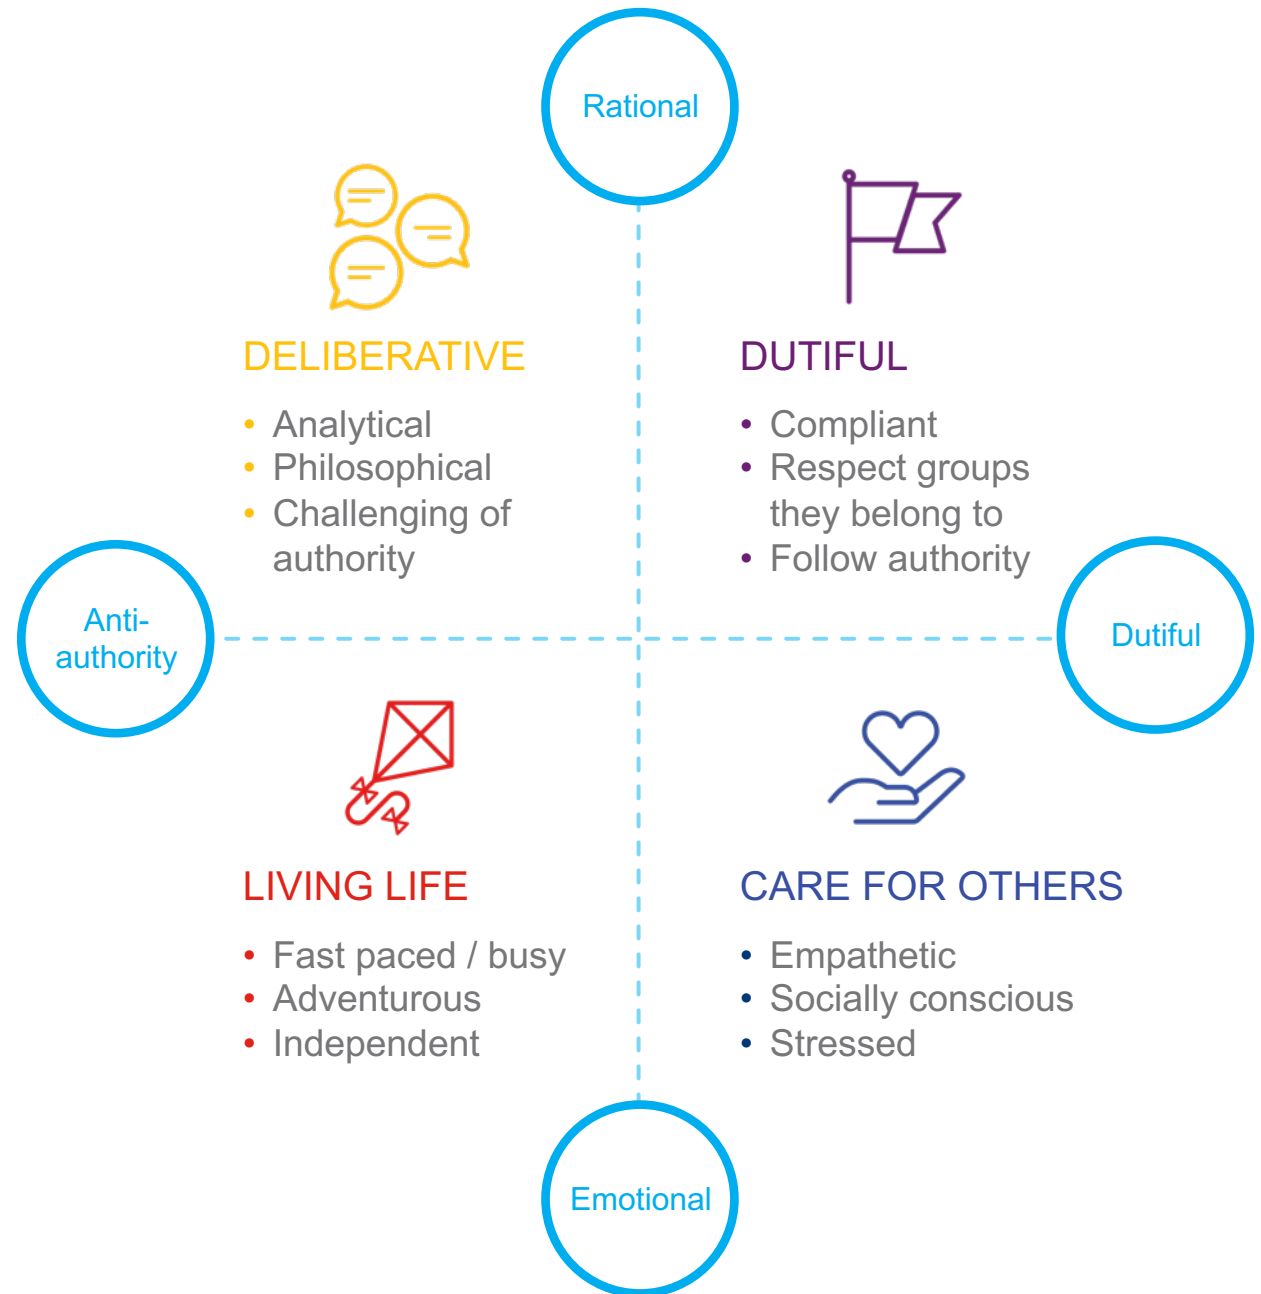 Rational
DELIBERATIVE
• Analytical
• Philosophical
• Challenging of
authority
DUTIFUL
• Compliant
• Respect groups
they belong to
• Follow authority
Anti-
authority
Dutiful
LIVING LIFE
• Fast paced / busy
• Adventurous
• Independent
CARE FOR OTHERS
• Empathetic
• Socially conscious
• Stressed
Emotional